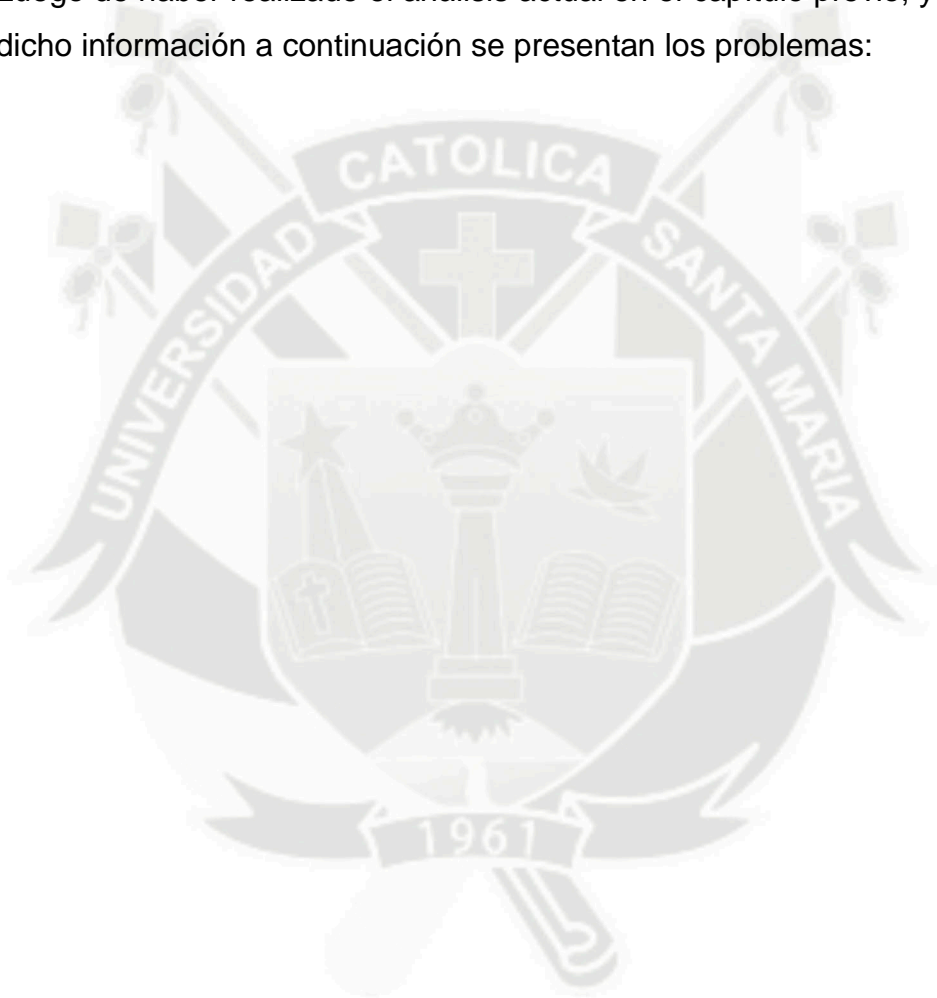 Luego de haber realizado el análisis actual en el capítulo previo, y
dicho información a continuación se presentan los problemas:
UNIVERSIDAD CATOLICA SANTA MARIA
1961